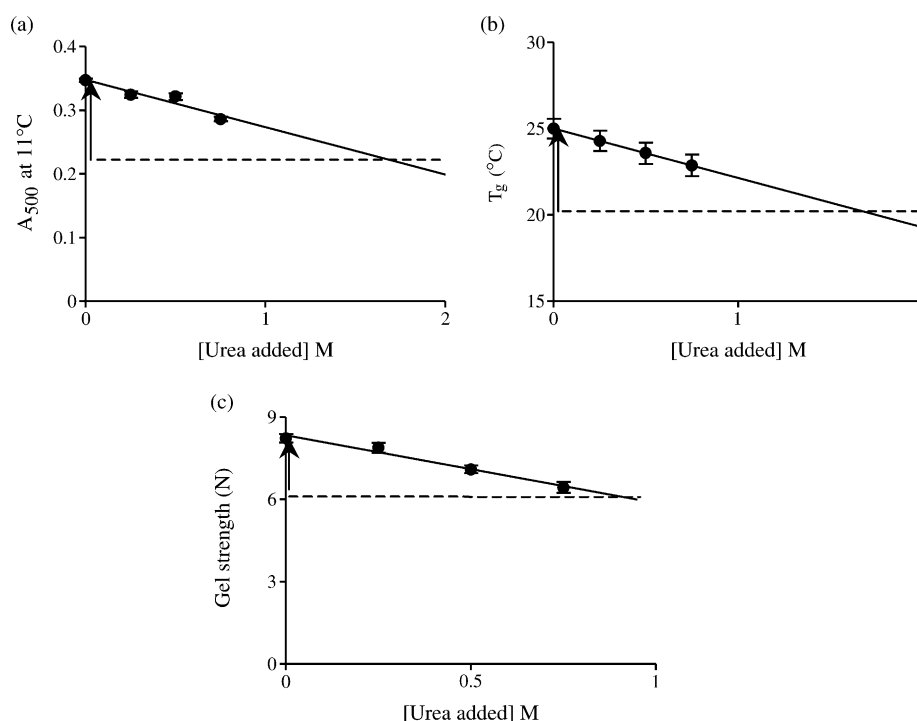 (a)
0.4
0.3
0.2
0.1
0
A500 at 11°C
0
1
2
[Urea added] M
(b)
30
25
20
15
Tg (°C)
0
1
[Urea added] M
(c)
9
6
3
0
Gel strength (N)
0
0.5
1
[Urea added] M